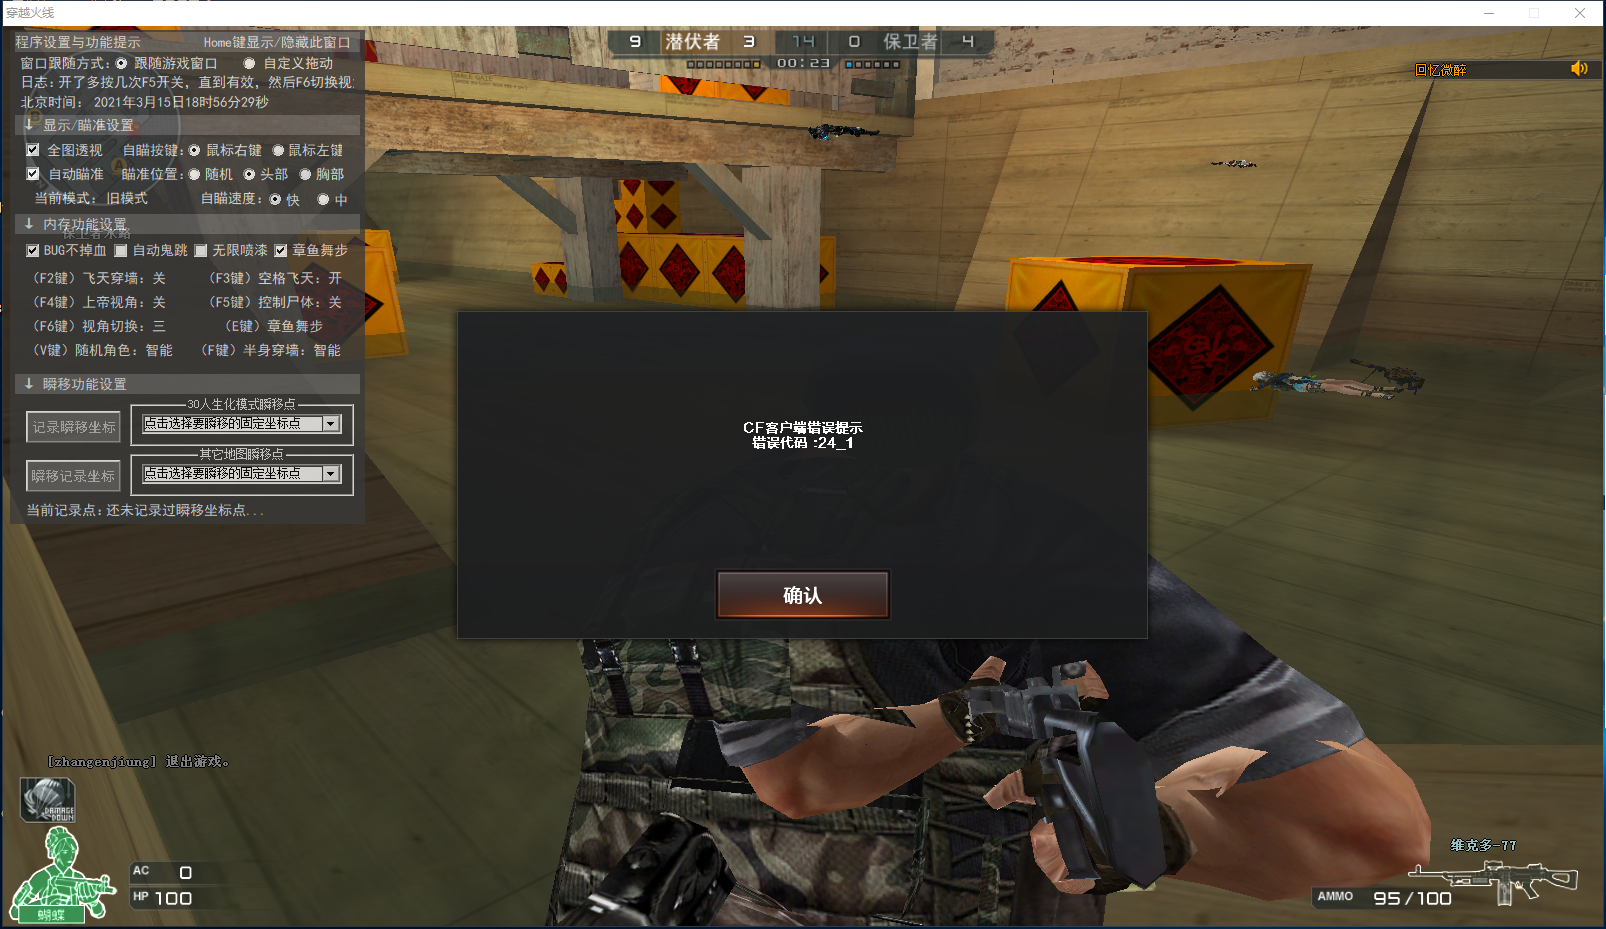 穿越火线
程序设置与功能提示 Home键显示/隐藏此窗口
窗口跟随方式: 跟随游戏窗口 自定义拖动
日志: 开了多按几次F5开关, 直到有效, 然后F6切换视
北京时间: 2021年3月15日18时56分29秒
↓ 显示/瞄准设置
全图透视 自瞄按键: 鼠标右键 鼠标左键
自动瞄准 瞄准位置: 随机 头部 胸部
当前模式: 旧模式 自瞄速度: 快 中
↓ 内存功能设置
BUG不掉血 自动鬼跳 无限喷漆 章鱼舞步
(F2键) 飞天穿墙: 关 (F3键) 空格飞天: 开
(F4键) 上帝视角: 关 (F5键) 控制尸体: 关
(F6键) 视角切换: 三 (E键) 章鱼舞步
(V键) 随机角色: 智能 (F键) 半身穿墙: 智能
↓ 瞬移功能设置
30人生化模式瞬移点
记录瞬移坐标 点击选择要瞬移的固定坐标点
其它地图瞬移点
瞬移记录坐标 点击选择要瞬移的固定坐标点
当前记录点: 还未记录过瞬移坐标点...
9 潜伏者 3 14 0 保卫者 4
00:23
回忆微醉
CF客户端错误提示
错误代码 :24_1
确认
[zhangenjiung] 退出游戏。
DAMAGE
DOWN
AC 0
HP 100
蝴蝶
维克多-77
AMMO 95/100